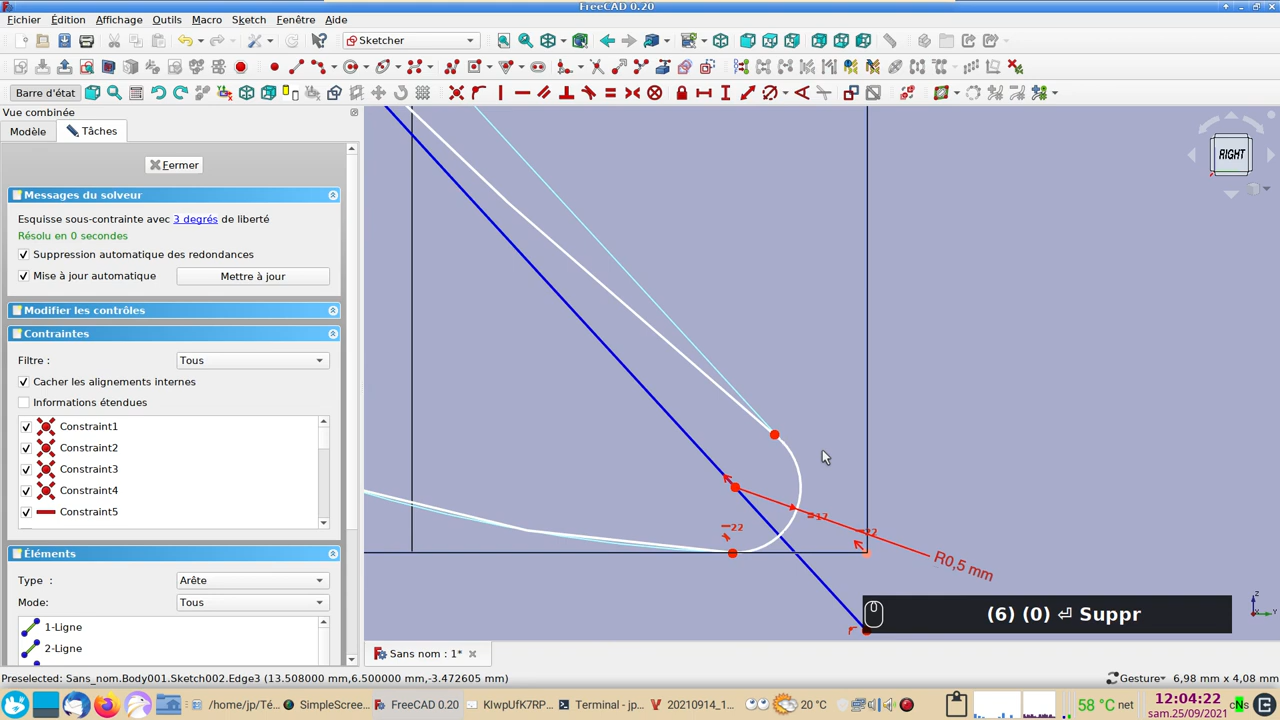 FreeCAD 0.20
Fichier Édition Affichage Outils Macro Sketch Fenêtre Aide
Sketcher
Barre d'état
Vue combinée
Modèle Tâches
Fermer
Messages du solveur
Esquisse sous-contrainte avec 3 degrés de liberté
Résolu en 0 secondes
Suppression automatique des redondances
Mise à jour automatique Mettre à jour
Modifier les contrôles
Contraintes
Filtre : Tous
Cacher les alignements internes
Informations étendues
Constraint1
Constraint2
Constraint3
Constraint4
Constraint5
Éléments
Type : Arête
Mode: Tous
1-Ligne
2-Ligne
RIGHT
17
22
22
R0,5 mm
(6) (0) ⏎ Suppr
Sans nom : 1*
Preselected: Sans_nom.Body001.Sketch002.Edge3 (13.508000 mm,6.500000 mm,-3.472605 mm)
Gesture 6,98 mm x 4,08 mm
/home/jp/Té... SimpleScree... FreeCAD 0.20 KIwpUfK7RP... Terminal - jp... 20210914_1...
20 °C
58 °C net
12:04:22
sam.25/09/2021
cNs